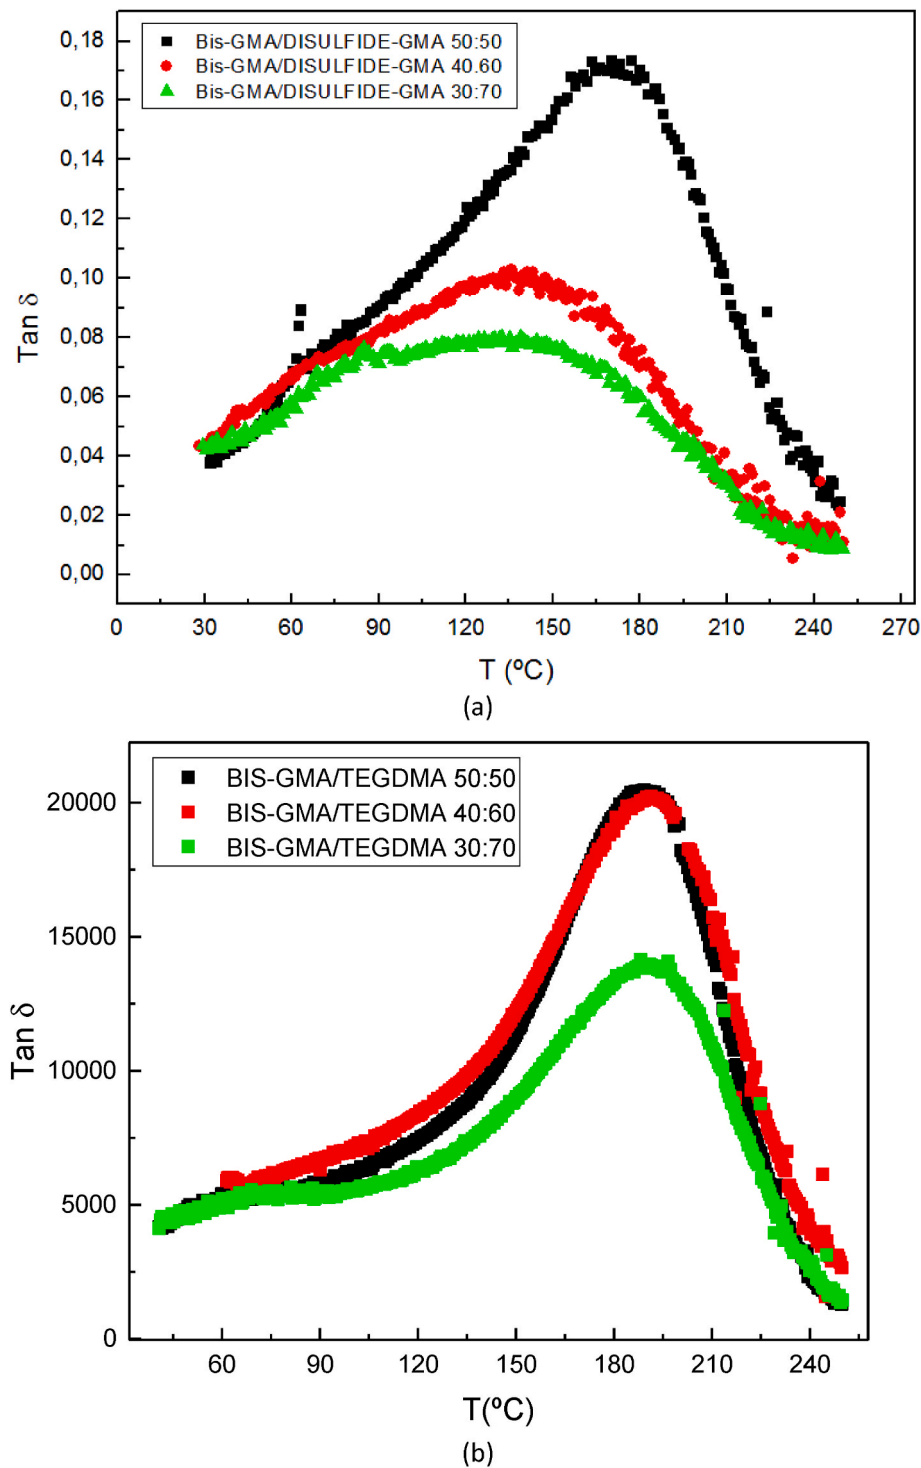 Bis-GMA/DISULFIDE-GMA 50:50
Bis-GMA/DISULFIDE-GMA 40.60
Bis-GMA/DISULFIDE-GMA 30:70
0,18
0,16
0,14
0,12
0,10
0,08
0,06
0,04
0,02
0,00
Tan δ
0 30 60 90 120 150 180 210 240 270
T (ºC)
(a)
BIS-GMA/TEGDMA 50:50
BIS-GMA/TEGDMA 40:60
BIS-GMA/TEGDMA 30:70
20000
15000
10000
5000
0
Tan δ
60 90 120 150 180 210 240
T(ºC)
(b)